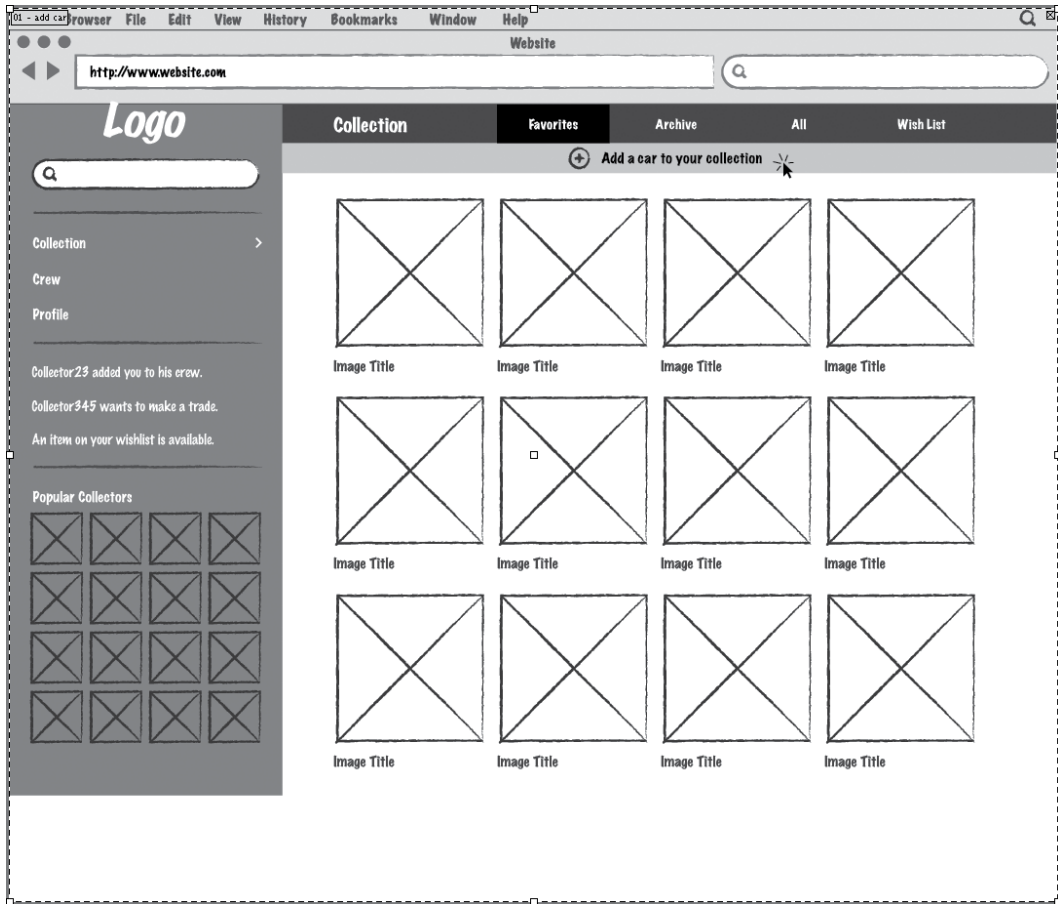 01 - add car
Browser File Edit View History Bookmarks Window Help
Website
http://www.website.com
Logo
Collection Favorites Archive All Wish List
Add a car to your collection
Collection
Crew
Profile
Collector23 added you to his crew.
Collector345 wants to make a trade.
An item on your wishlist is available.
Popular Collectors
Image Title Image Title Image Title Image Title
Image Title Image Title Image Title Image Title
Image Title Image Title Image Title Image Title